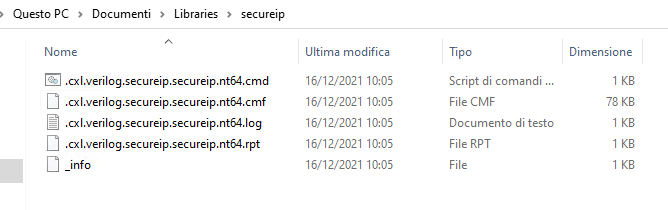 Questo PC > Documenti > Libraries > secureip
Nome Ultima modifica Tipo Dimensione
.cxl.verilog.secureip.secureip.nt64.cmd 16/12/2021 10:05 Script di comandi ... 1 KB
.cxl.verilog.secureip.secureip.nt64.cmf 16/12/2021 10:05 File CMF 78 KB
.cxl.verilog.secureip.secureip.nt64.log 16/12/2021 10:05 Documento di testo 1 KB
.cxl.verilog.secureip.secureip.nt64.rpt 16/12/2021 10:05 File RPT 1 KB
_info 16/12/2021 10:05 File 1 KB